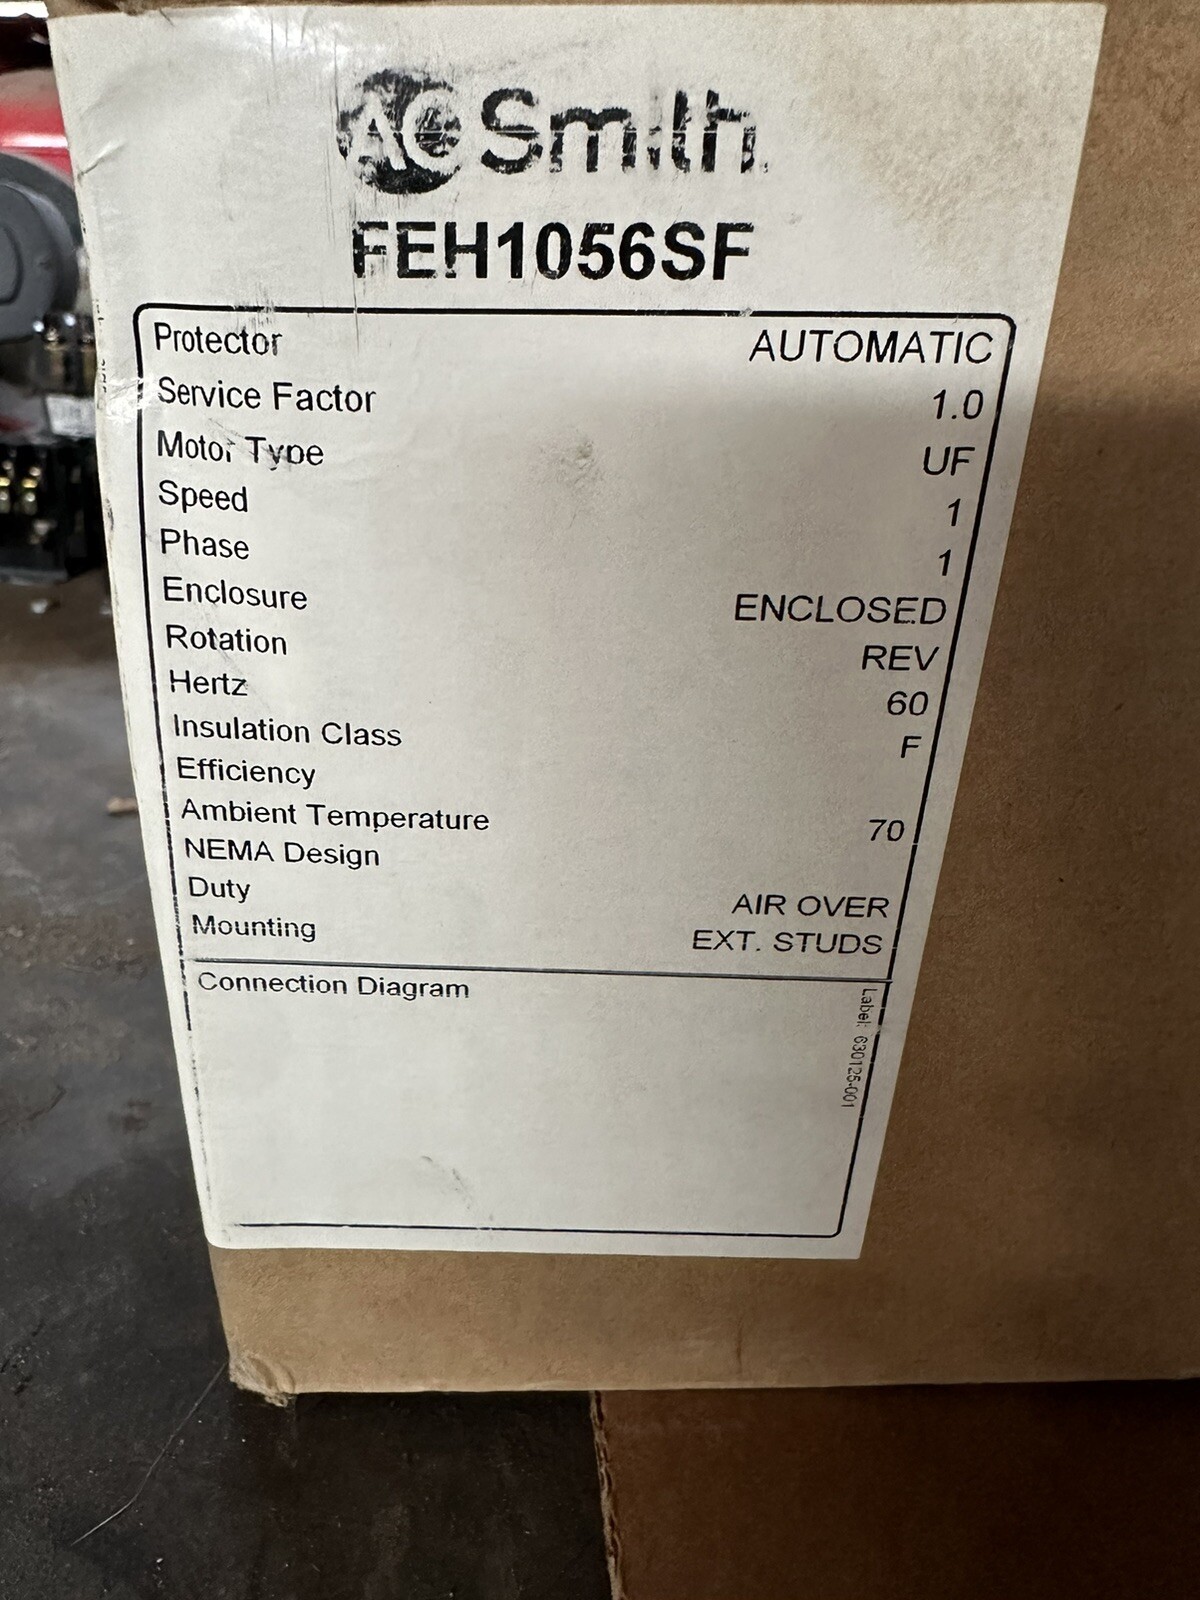 AO Smith.
FEH1056SF
Protector AUTOMATIC
Service Factor 1.0
Motor Type UF
Speed 1
Phase 1
Enclosure ENCLOSED
Rotation REV
Hertz 60
Insulation Class F
Efficiency
Ambient Temperature 70
NEMA Design
Duty AIR OVER
Mounting EXT. STUDS
Connection Diagram
Label: 630125-001